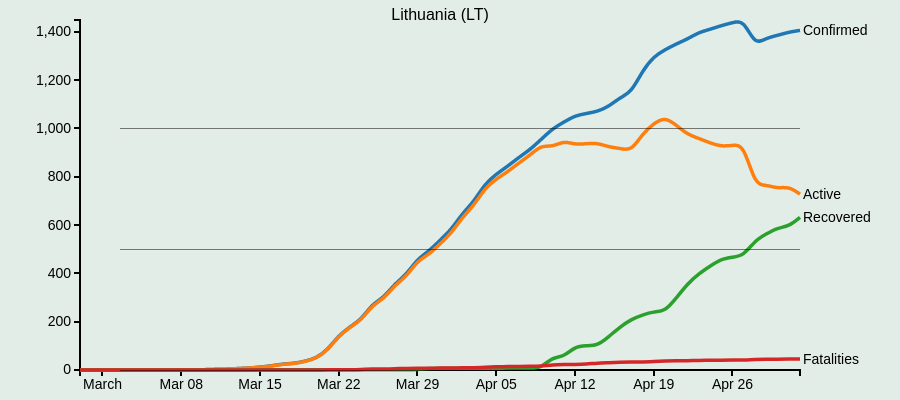 Lithuania (LT)
1,400
1,200
1,000
800
600
400
200
0
Confirmed
Active
Recovered
Fatalities
March
Mar 08
Mar 15
Mar 22
Mar 29
Apr 05
Apr 12
Apr 19
Apr 26